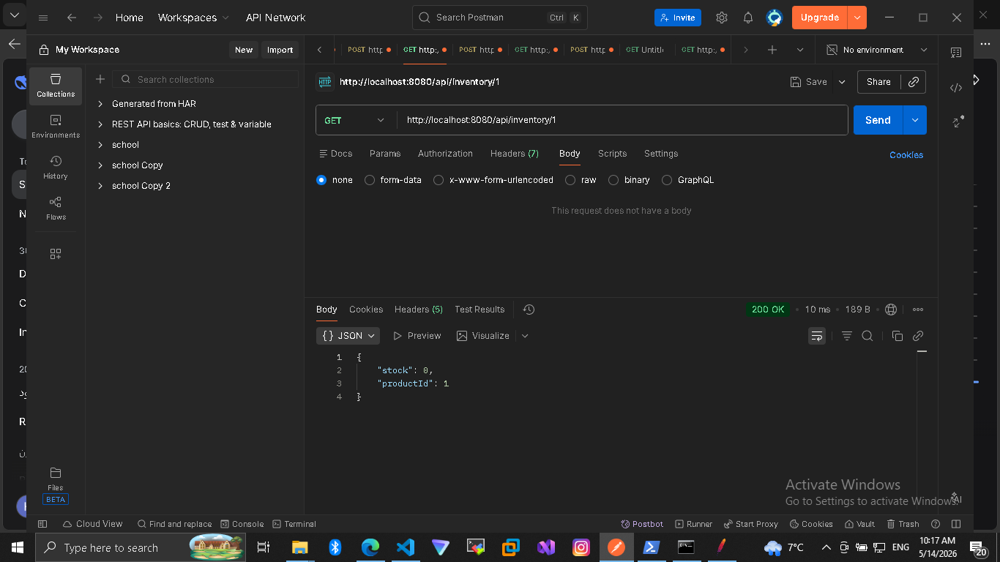 Home Workspaces API Network
Search Postman Ctrl K
Invite
Upgrade
My Workspace New Import
POST http
GET http:,
POST http
GET http:,
POST http
GET Untitl
GET http:,
No environment
Collections
Environments
History
Flows
Files
BETA
Search collections
Generated from HAR
REST API basics: CRUD, test & variable
school
school Copy
school Copy 2
HTTP http://localhost:8080/api/inventory/1
Save Share
GET http://localhost:8080/api/inventory/1 Send
Docs Params Authorization Headers (7) Body Scripts Settings Cookies
none form-data x-www-form-urlencoded raw binary GraphQL
This request does not have a body
Body Cookies Headers (5) Test Results 200 OK • 10 ms • 189 B •
{} JSON Preview Visualize
1 {
2 "stock": 0,
3 "productId": 1
4 }
Activate Windows
Go to Settings to activate Windows.
AI
Cloud View Find and replace Console Terminal Postbot Runner Start Proxy Cookies Vault Trash
Type here to search
7°C ENG
10:17 AM
5/14/2026
20